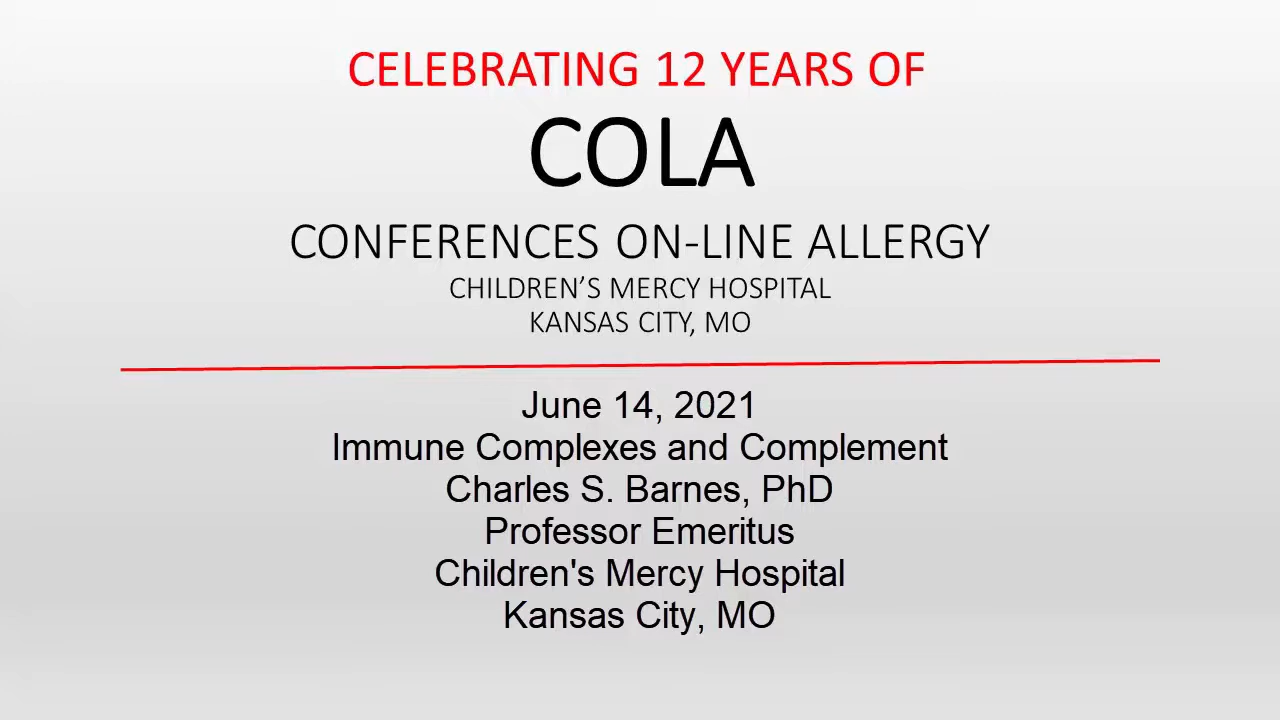 CELEBRATING 12 YEARS OF
COLA
CONFERENCES ON-LINE ALLERGY
CHILDREN’S MERCY HOSPITAL
KANSAS CITY, MO
June 14, 2021
Immune Complexes and Complement
Charles S. Barnes, PhD
Professor Emeritus
Children's Mercy Hospital
Kansas City, MO